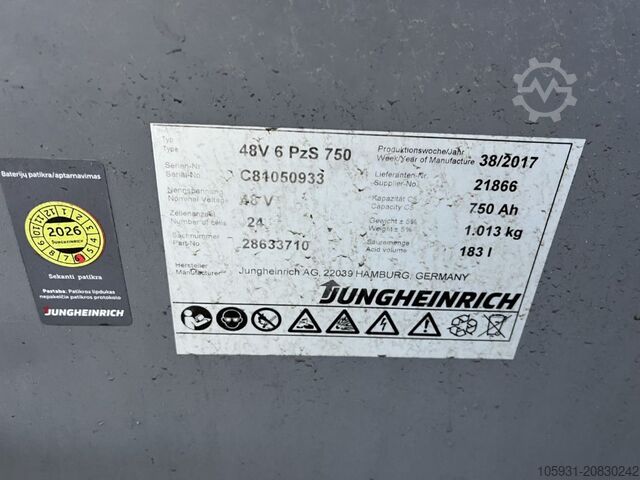 Baterijų patikra/aptarnavimas
2026
JUNGHEINRICH
Sekanti patikra
Pastaba: Patikros lipdukas
nepakeičia patikros protokolo
JUNGHEINRICH
Typ
Type
48V 6 PzS 750
Produktionswoche/Jahr
Week/Year of Manufacture
38/2017
Serien-Nr.
Serial-No.
C81050933
Lieferanten-Nr.
Supplier-No.
21866
Nennspannung
Nominal Voltage
48 V
Kapazität C5
Capacity C5
750 Ah
Zellenanzahl
Number of cells
24
Gewicht ± 5%
Weight ± 5%
1.013 kg
Sachnummer
Part-No
28633710
Säuremenge
Acid volume
183 l
Hersteller
Manufacturer
Jungheinrich AG, 22039 HAMBURG, GERMANY
JUNGHEINRICH
105931-20830242